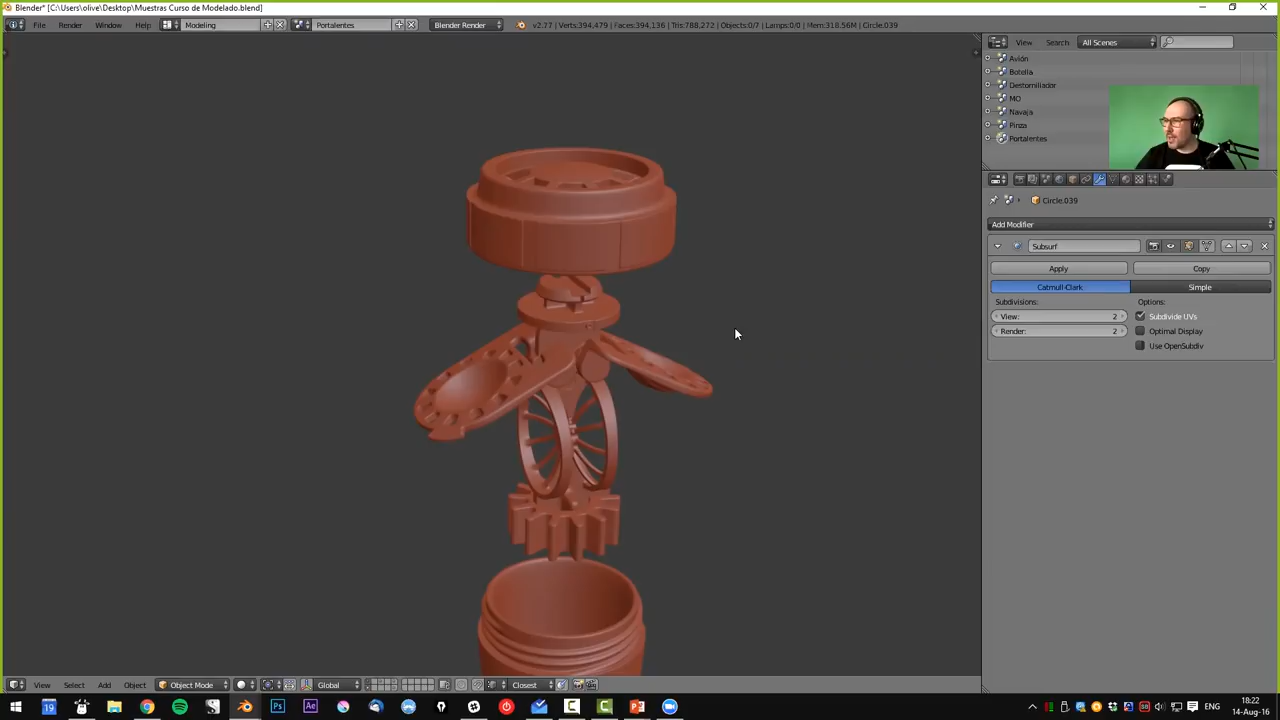 Blender* [C:\Users\olive\Desktop\Muestras Curso de Modelado.blend]
File Render Window Help Modeling Portalentes Blender Render v2.77 | Verts:394,479 | Faces:394,136 | Tris:788,272 | Objects:0/7 | Lamps:0/0 | Mem:318.56M | Circle.039
View Search All Scenes
Avión
Botella
Destornillador
MO
Navaja
Pinza
Portalentes
Circle.039
Add Modifier
Subsurf
Apply Copy
Catmull-Clark Simple
Subdivisions: Options:
View: 2 Subdivide UVs
Render: 2 Optimal Display
Use OpenSubdiv
View Select Add Object Object Mode Global Closest
19 Ps Ae ENG 18:22
14-Aug-16